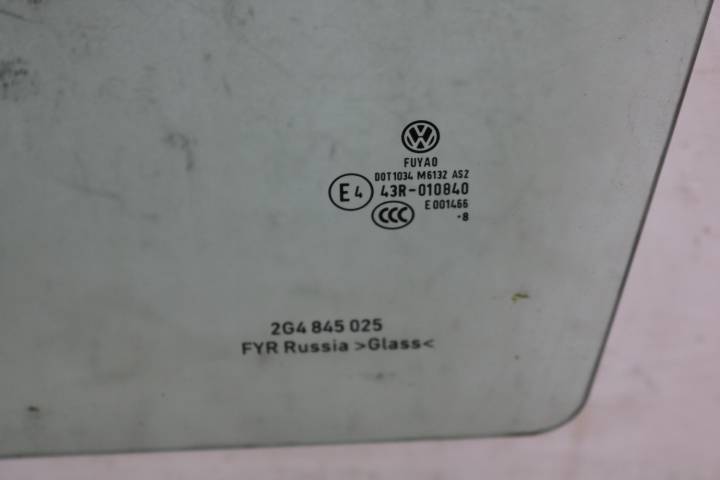 FUYAO
DOT1034 M6132 AS2
E4 43R-010840
CCC E 001466
·8
2G4 845 025
FYR Russia >Glass<